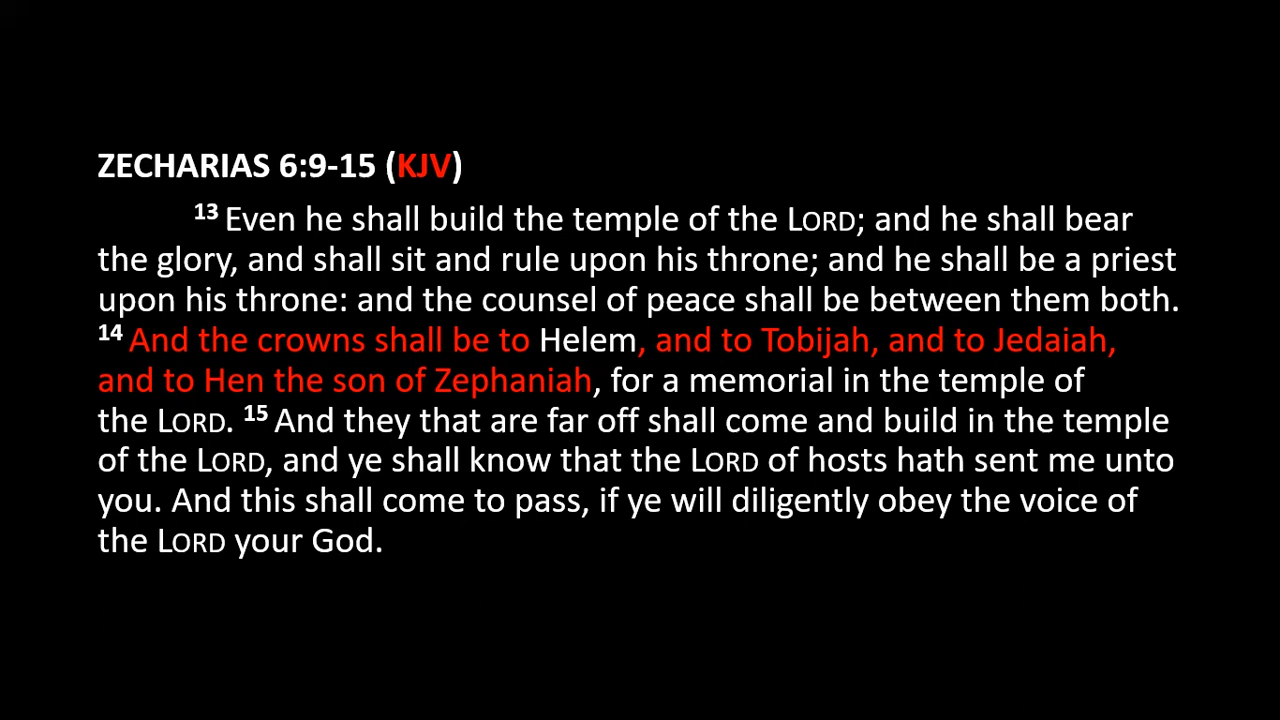 ZECHARIAS 6:9-15 (KJV)
13 Even he shall build the temple of the LORD; and he shall bear
the glory, and shall sit and rule upon his throne; and he shall be a priest
upon his throne: and the counsel of peace shall be between them both.
14 And the crowns shall be to Helem, and to Tobijah, and to Jedaiah,
and to Hen the son of Zephaniah, for a memorial in the temple of
the LORD. 15 And they that are far off shall come and build in the temple
of the LORD, and ye shall know that the LORD of hosts hath sent me unto
you. And this shall come to pass, if ye will diligently obey the voice of
the LORD your God.